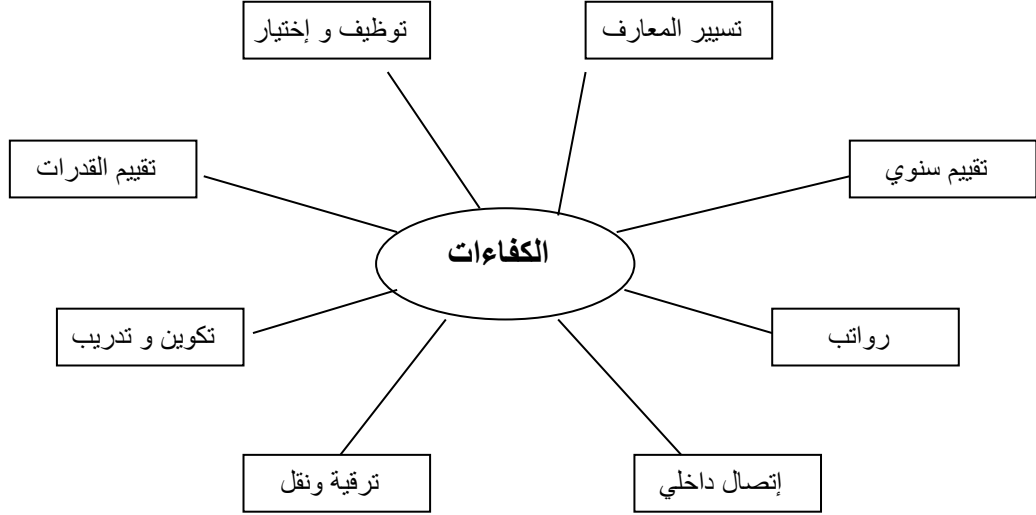 تسيير المعارف
توظيف و إختيار
تقييم سنوي
تقييم القدرات
الكفاءات
رواتب
تكوين و تدريب
إتصال داخلي
ترقية ونقل